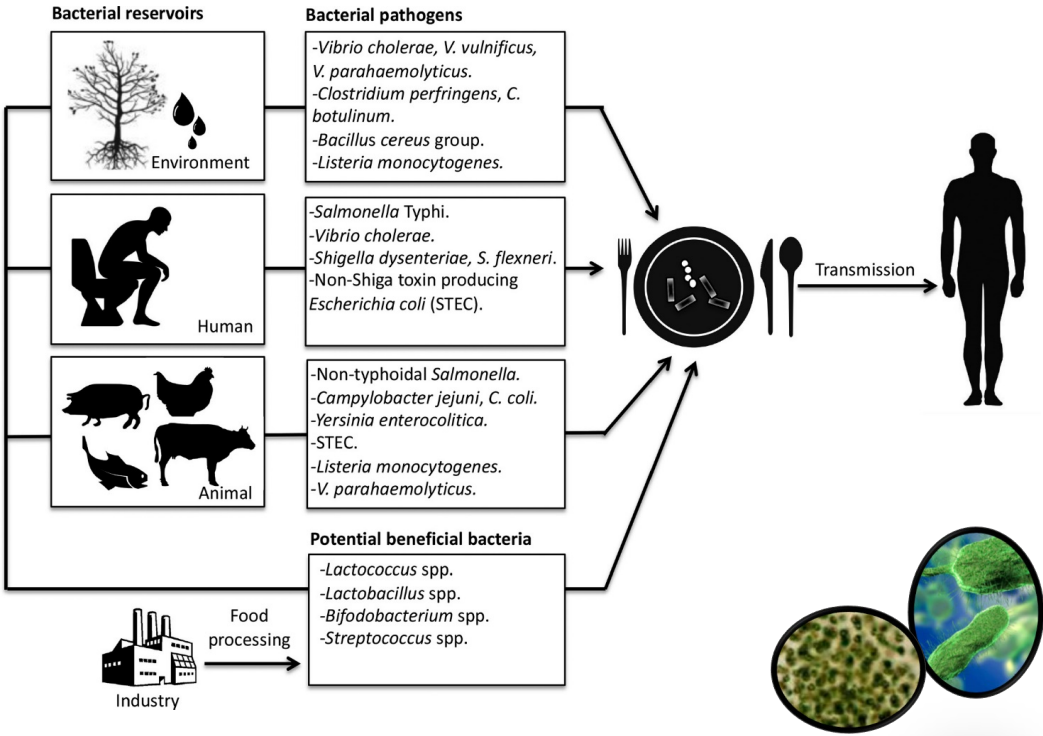 Bacterial reservoirs
Bacterial pathogens
Environment
-Vibrio cholerae, V. vulnificus,
V. parahaemolyticus.
-Clostridium perfringens, C.
botulinum.
-Bacillus cereus group.
-Listeria monocytogenes.
Human
-Salmonella Typhi.
-Vibrio cholerae.
-Shigella dysenteriae, S. flexneri.
-Non-Shiga toxin producing
Escherichia coli (STEC).
Transmission
Animal
-Non-typhoidal Salmonella.
-Campylobacter jejuni, C. coli.
-Yersinia enterocolitica.
-STEC.
-Listeria monocytogenes.
-V. parahaemolyticus.
Potential beneficial bacteria
-Lactococcus spp.
-Lactobacillus spp.
-Bifodobacterium spp.
-Streptococcus spp.
Food
processing
Industry